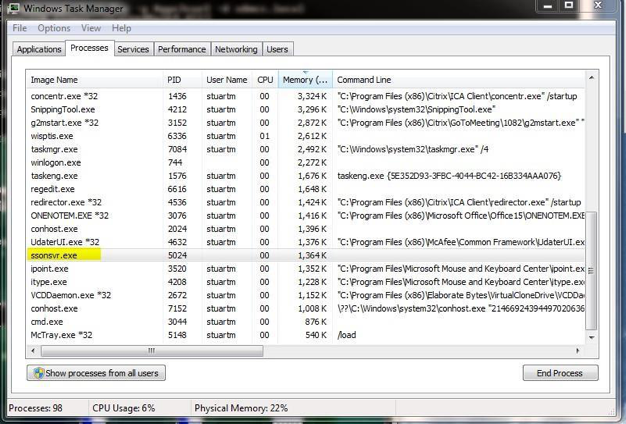 Windows Task Manager
File Options View Help
Applications Processes Services Performance Networking Users
Image Name PID User Name CPU Memory (... Command Line
concentr.exe *32 1436 stuartm 00 3,324 K "C:\Program Files (x86)\Citrix\ICA Client\concentr.exe" /startup
SnippingTool.exe 4212 stuartm 00 3,296 K "C:\Windows\system32\SnippingTool.exe"
g2mstart.exe *32 3152 stuartm 00 2,872 K "C:\Program Files (x86)\Citrix\GoToMeeting\1082\g2mstart.exe" "
wisptis.exe 6336 01 2,612 K
taskmgr.exe 7084 stuartm 00 2,492 K "C:\Windows\system32\taskmgr.exe" /4
winlogon.exe 744 00 2,272 K
taskeng.exe 1576 stuartm 00 1,676 K taskeng.exe {5E352D93-3FBC-4044-BC42-16B334AAA076}
regedit.exe 6616 00 1,648 K
redirector.exe *32 4536 stuartm 00 1,424 K "C:\Program Files (x86)\Citrix\ICA Client\redirector.exe" /startup
ONENOTEM.EXE *32 3076 stuartm 00 1,416 K "C:\Program Files (x86)\Microsoft Office\Office15\ONENOTEM.EX
conhost.exe 2024 stuartm 00 1,396 K
UdaterUI.exe *32 4632 stuartm 00 1,376 K "C:\Program Files (x86)\McAfee\Common Framework\UdaterUI.ex
ssonsvr.exe 5024 00 1,364 K
ipoint.exe 3520 stuartm 00 1,352 K "C:\Program Files\Microsoft Mouse and Keyboard Center\ipoint.ex
itype.exe 4208 stuartm 00 1,228 K "C:\Program Files\Microsoft Mouse and Keyboard Center\itype.ex
VCDDaemon.exe *32 2672 stuartm 00 1,152 K "C:\Program Files (x86)\Elaborate Bytes\VirtualCloneDrive\VCDDa
conhost.exe 7152 stuartm 00 1,008 K \??\C:\Windows\system32\conhost.exe "21466924394497020636
cmd.exe 3044 stuartm 00 876 K
McTray.exe *32 5148 stuartm 00 540 K /load
Show processes from all users End Process
Processes: 98 CPU Usage: 6% Physical Memory: 22%